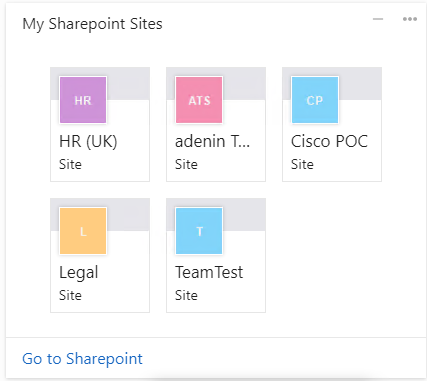 My Sharepoint Sites
HR
ATS
CP
HR (UK)
adenin T...
Cisco POC
Site
Site
Site
L
T
Legal
TeamTest
Site
Site
Go to Sharepoint